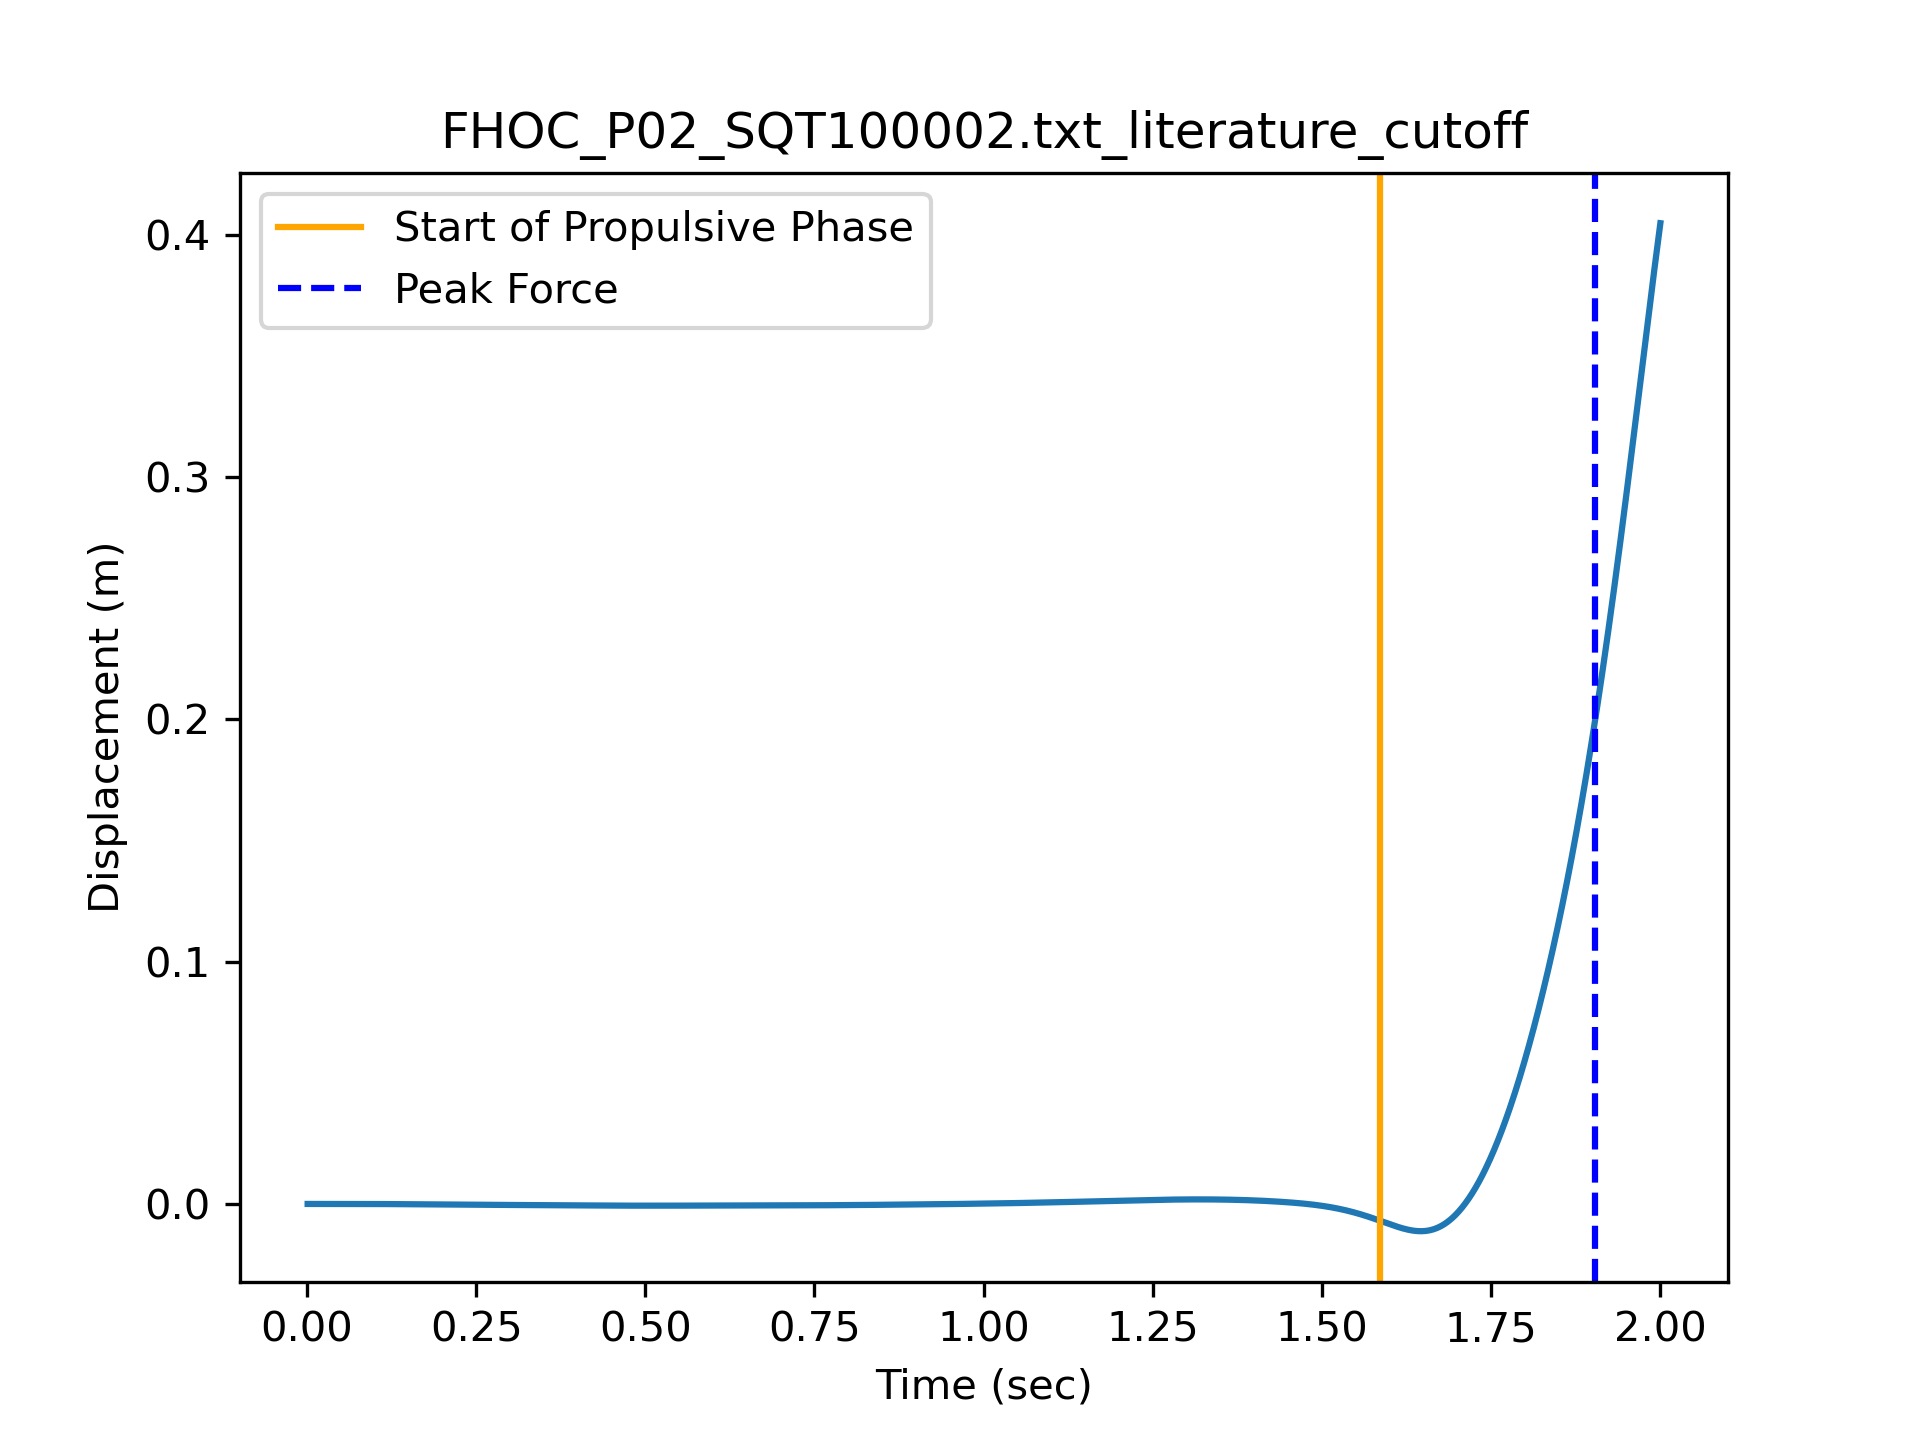 FHOC_P02_SQT100002.txt_literature_cutoff
Start of Propulsive Phase
Peak Force
0.4
0.3
0.2
0.1
0.0
Displacement (m)
0.00 0.25 0.50 0.75 1.00 1.25 1.50 1.75 2.00
Time (sec)